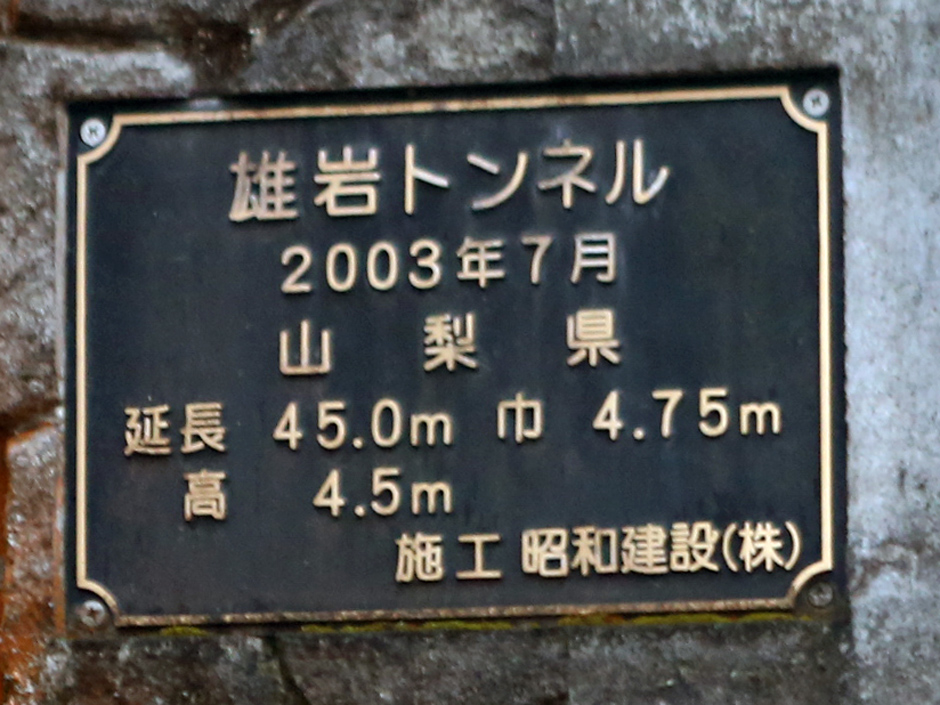 雄岩トンネル
2003年7月
山梨県
延長 45.0m 巾 4.75m
高 4.5m
施工 昭和建設(株)